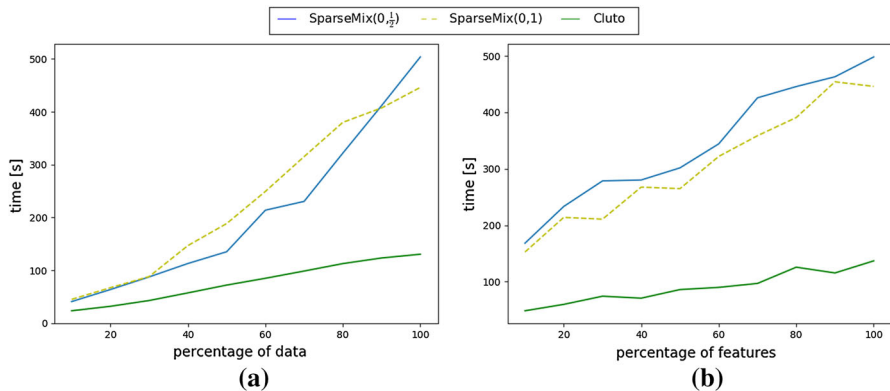 SparseMix(0,½) SparseMix(0,1) Cluto
time [s]
500
400
300
200
100
0
20 40 60 80 100
percentage of data
(a)
time [s]
500
400
300
200
100
20 40 60 80 100
percentage of features
(b)